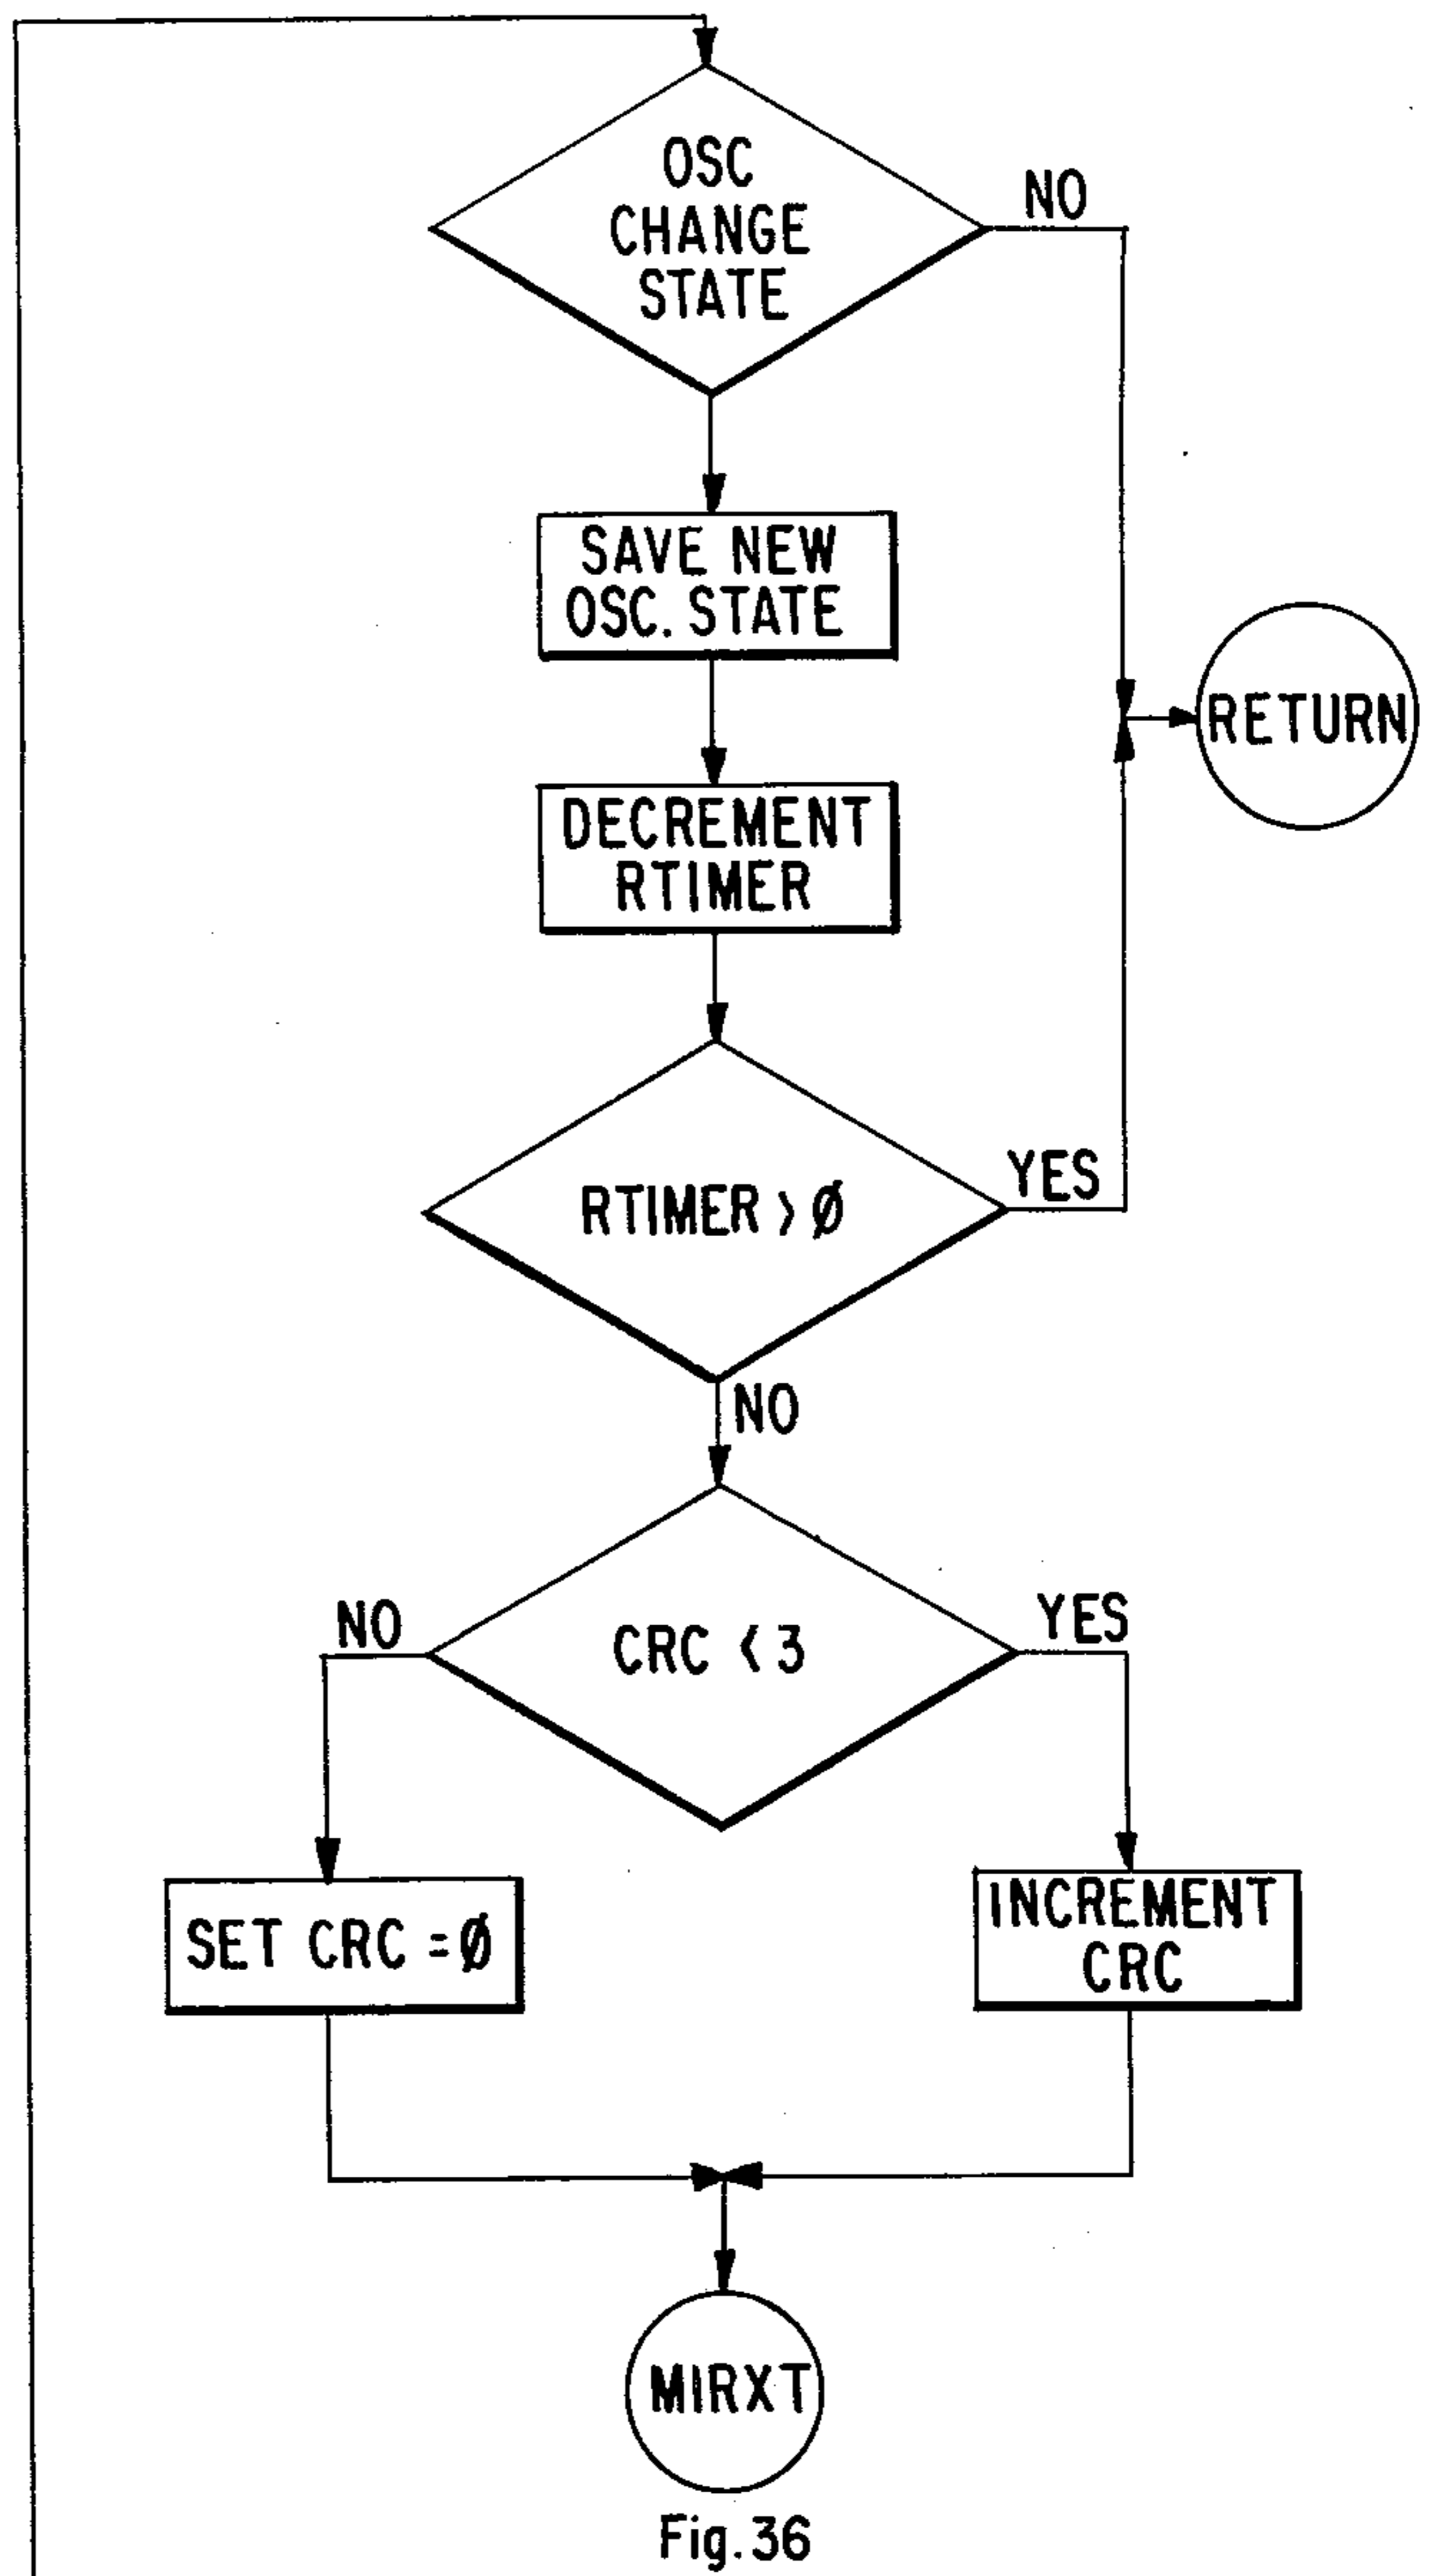 OSC
CHANGE
STATE
NO
SAVE NEW
OSC. STATE
RETURN
DECREMENT
RTIMER
RTIMER > Ø
YES
NO
CRC < 3
NO
YES
SET CRC = Ø
INCREMENT
CRC
MIRXT
Fig. 36